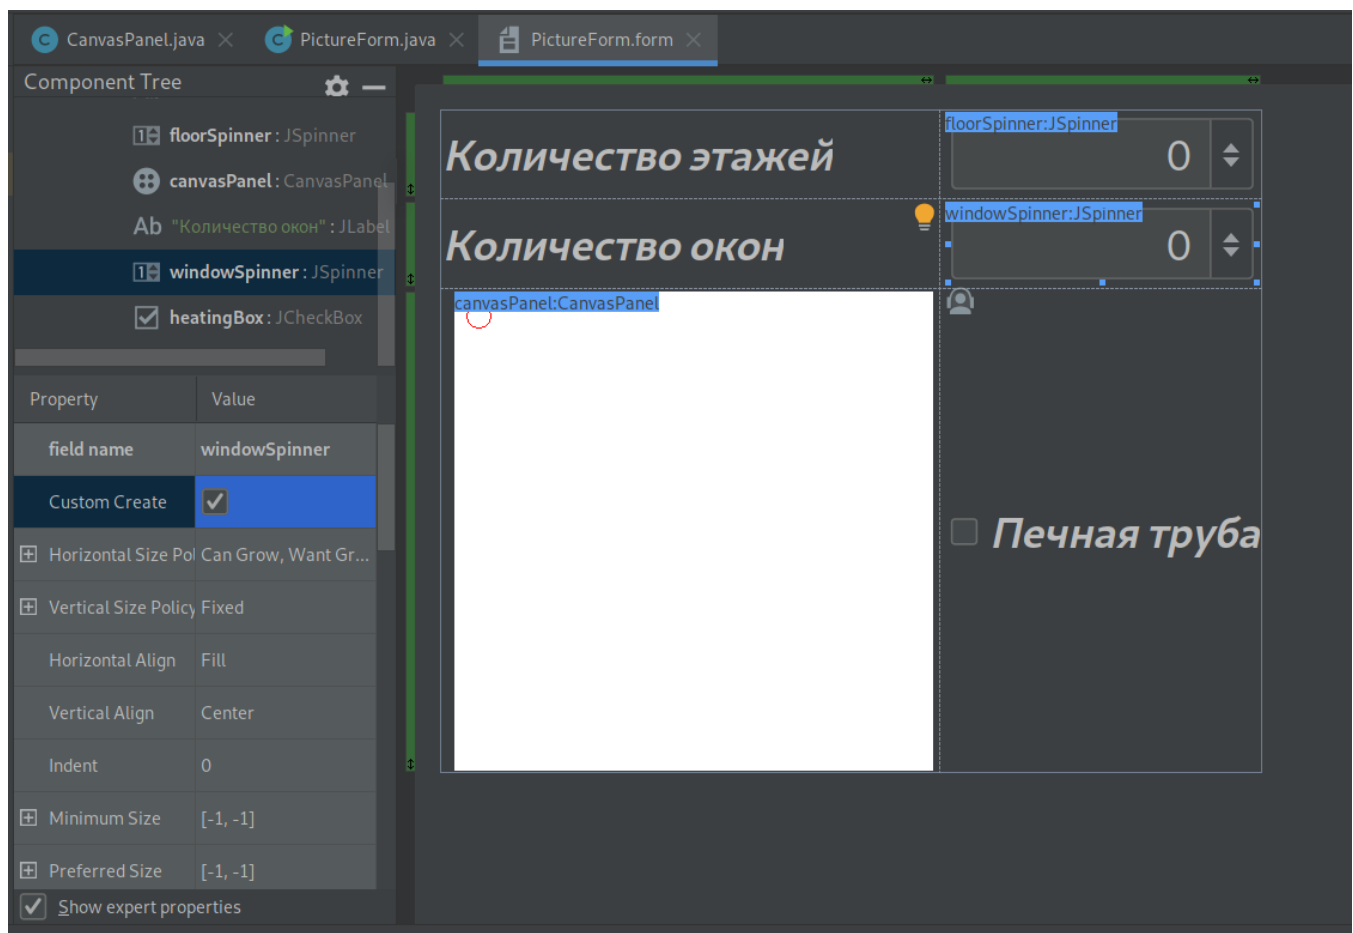 CanvasPanel.java
PictureForm.java
PictureForm.form
Component Tree
floorSpinner : JSpinner
canvasPanel : CanvasPanel
Ab "Количество окон" : JLabel
windowSpinner : JSpinner
heatingBox : JCheckBox
Property Value
field name windowSpinner
Custom Create
Horizontal Size Pol Can Grow, Want Gr...
Vertical Size Policy Fixed
Horizontal Align Fill
Vertical Align Center
Indent 0
Minimum Size [-1, -1]
Preferred Size [-1, -1]
Show expert properties
floorSpinner:JSpinner
Количество этажей 0
windowSpinner:JSpinner
Количество окон 0
canvasPanel:CanvasPanel
Печная труба